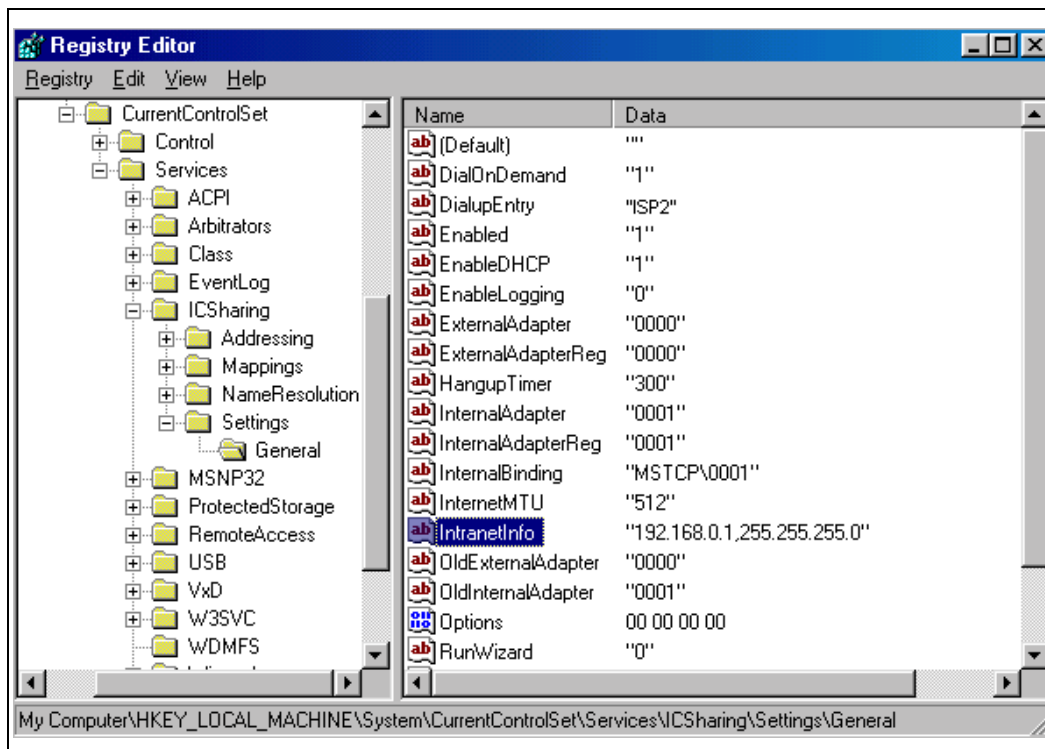 Registry Editor
Registry Edit View Help
CurrentControlSet
Control
Services
ACPI
Arbitrators
Class
EventLog
ICSharing
Addressing
Mappings
NameResolution
Settings
General
MSNP32
ProtectedStorage
RemoteAccess
USB
VxD
W3SVC
WDMFS
Name Data
(Default) ""
DialOnDemand "1"
DialupEntry "ISP2"
Enabled "1"
EnableDHCP "1"
EnableLogging "0"
ExternalAdapter "0000"
ExternalAdapterReg "0000"
HangupTimer "300"
InternalAdapter "0001"
InternalAdapterReg "0001"
InternalBinding "MSTCP\0001"
InternetMTU "512"
IntranetInfo "192.168.0.1,255.255.255.0"
OldExternalAdapter "0000"
OldInternalAdapter "0001"
Options 00 00 00 00
RunWizard "0"
My Computer\HKEY_LOCAL_MACHINE\System\CurrentControlSet\Services\ICSharing\Settings\General